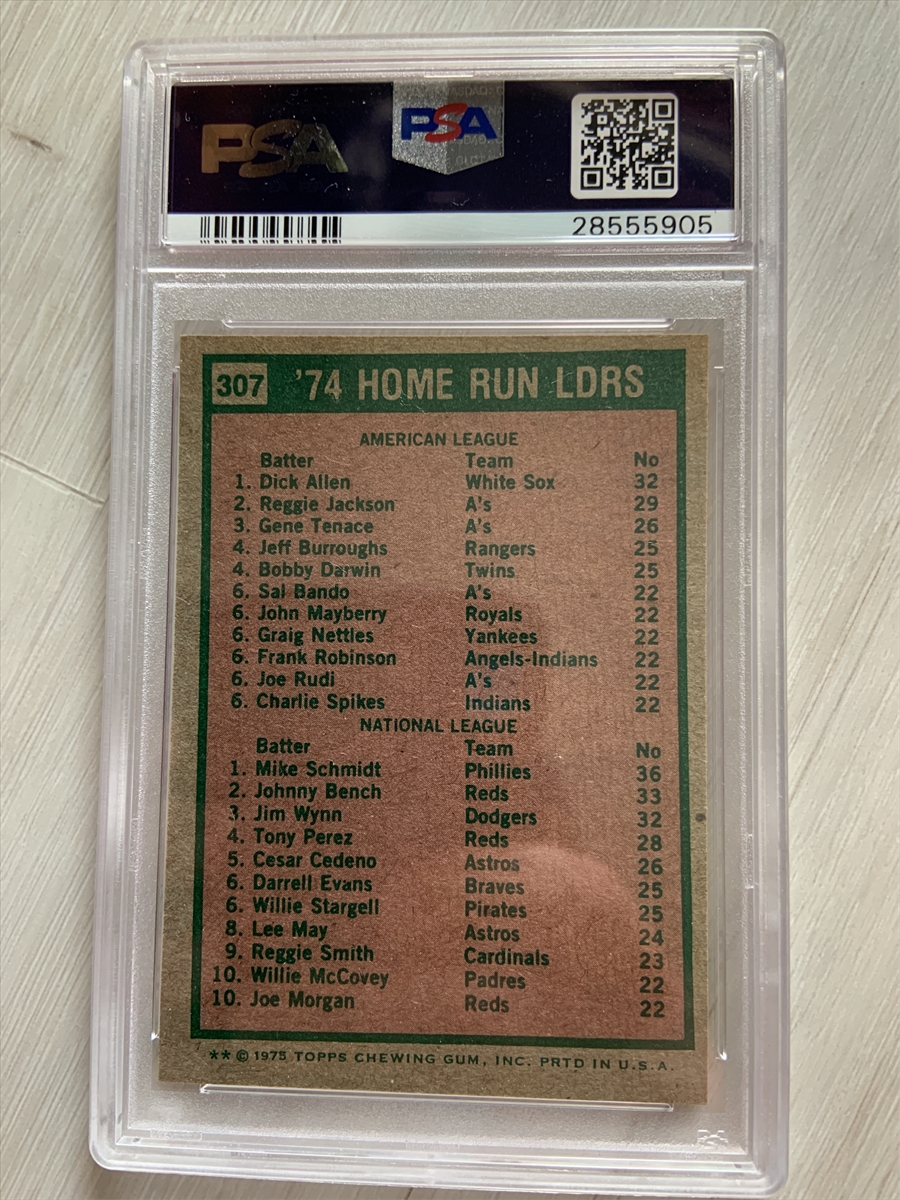 PSA
PSA
28555905
307 '74 HOME RUN LDRS
AMERICAN LEAGUE
Batter Team No
1. Dick Allen White Sox 32
2. Reggie Jackson A's 29
3. Gene Tenace A's 26
4. Jeff Burroughs Rangers 25
4. Bobby Darwin Twins 25
6. Sal Bando A's 22
6. John Mayberry Royals 22
6. Graig Nettles Yankees 22
6. Frank Robinson Angels-Indians 22
6. Joe Rudi A's 22
6. Charlie Spikes Indians 22
NATIONAL LEAGUE
Batter Team No
1. Mike Schmidt Phillies 36
2. Johnny Bench Reds 33
3. Jim Wynn Dodgers 32
4. Tony Perez Reds 28
5. Cesar Cedeno Astros 26
6. Darrell Evans Braves 25
6. Willie Stargell Pirates 25
8. Lee May Astros 24
9. Reggie Smith Cardinals 23
10. Willie McCovey Padres 22
10. Joe Morgan Reds 22
** © 1975 TOPPS CHEWING GUM, INC. PRTD IN U.S.A.